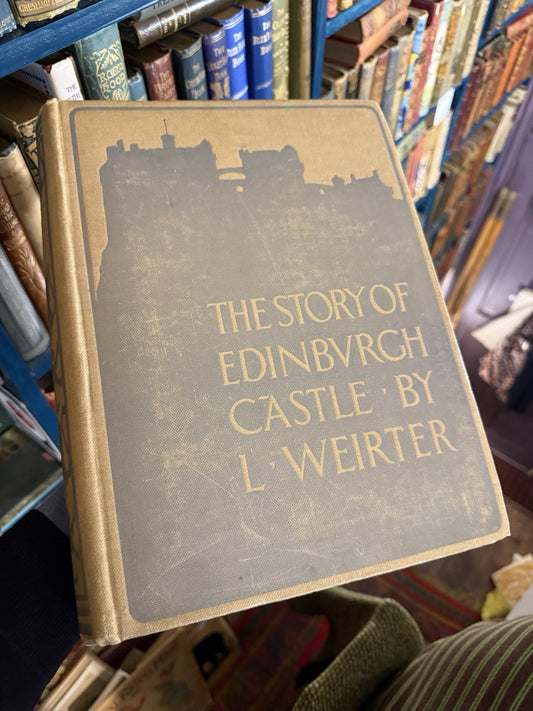 THE STORY OF
EDINBVRGH
CASTLE · BY
L · WEIRTER